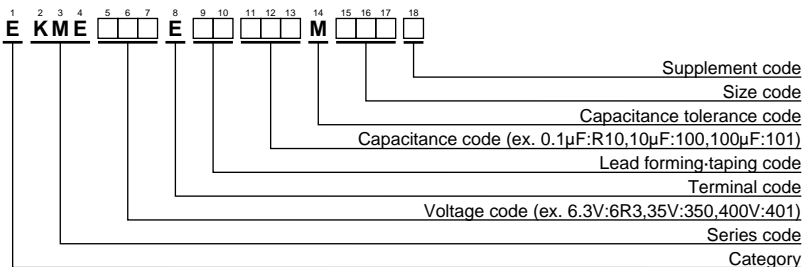 1 2 3 4 5 6 7 8 9 10 11 12 13 14 15 16 17 18
E KME E M
Supplement code
Size code
Capacitance tolerance code
Capacitance code (ex. 0.1μF:R10,10μF:100,100μF:101)
Lead forming·taping code
Terminal code
Voltage code (ex. 6.3V:6R3,35V:350,400V:401)
Series code
Category